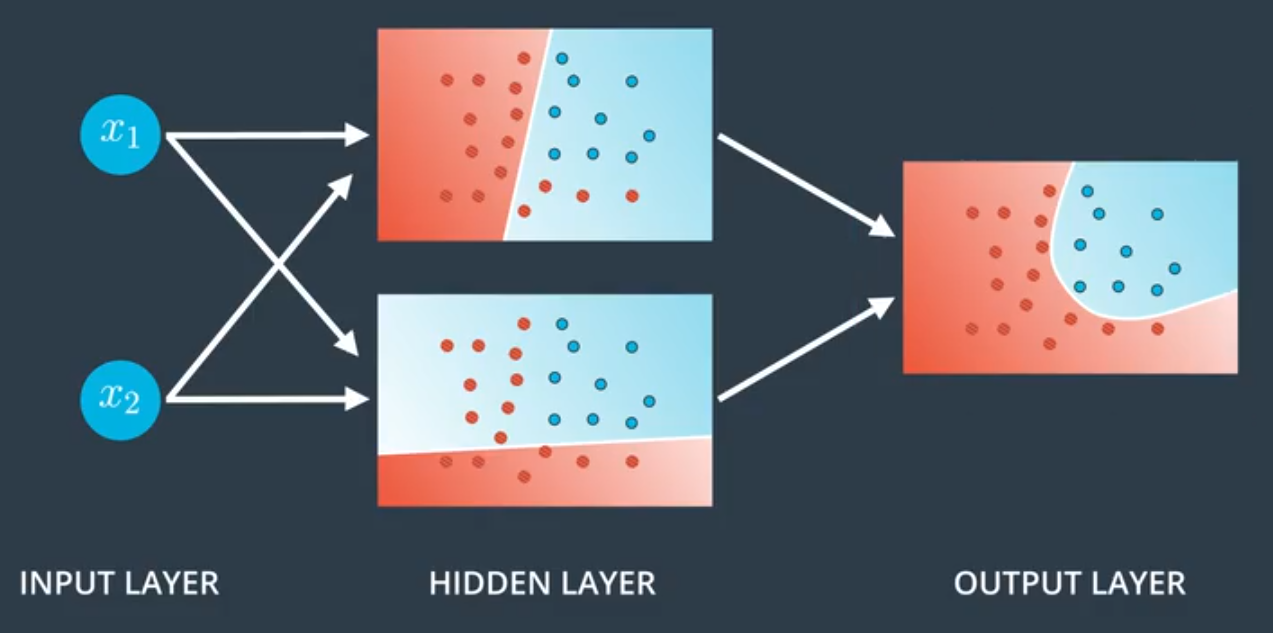 x₁
x₂
INPUT LAYER
HIDDEN LAYER
OUTPUT LAYER